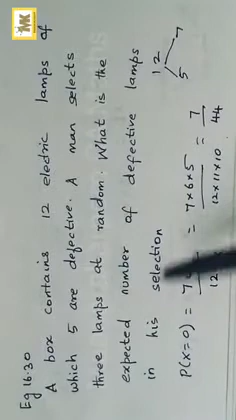 Eg 16.30
A box contains 12 electric lamps of
which 5 are defective. A man selects
three lamps at random. What is the
expected number of defective lamps
in his selection
12
7
5
P(x=0) = 7 = 7×6×5 = 7
12 12×11×10 44